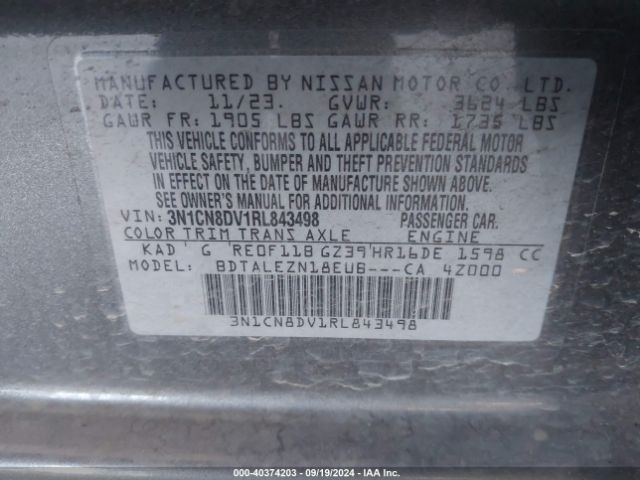 MANUFACTURED BY NISSAN MOTOR CO. LTD.
DATE: 11/23. GVWR: 3624 LBS
GAWR FR: 1905 LBS GAWR RR: 1735 LBS
THIS VEHICLE CONFORMS TO ALL APPLICABLE FEDERAL MOTOR
VEHICLE SAFETY, BUMPER AND THEFT PREVENTION STANDARDS
IN EFFECT ON THE DATE OF MANUFACTURE SHOWN ABOVE.
SEE OWNER'S MANUAL FOR ADDITIONAL INFORMATION.
VIN: 3N1CN8DV1RL843498 PASSENGER CAR.
COLOR TRIM TRANS AXLE ENGINE
KAD G RE0F11B GZ39 HR16DE 1598 CC
MODEL: BDTALEZN18EUB---CA 4Z000
3N1CN8DV1RL843498
000-40374203 - 09/19/2024 - IAA Inc.